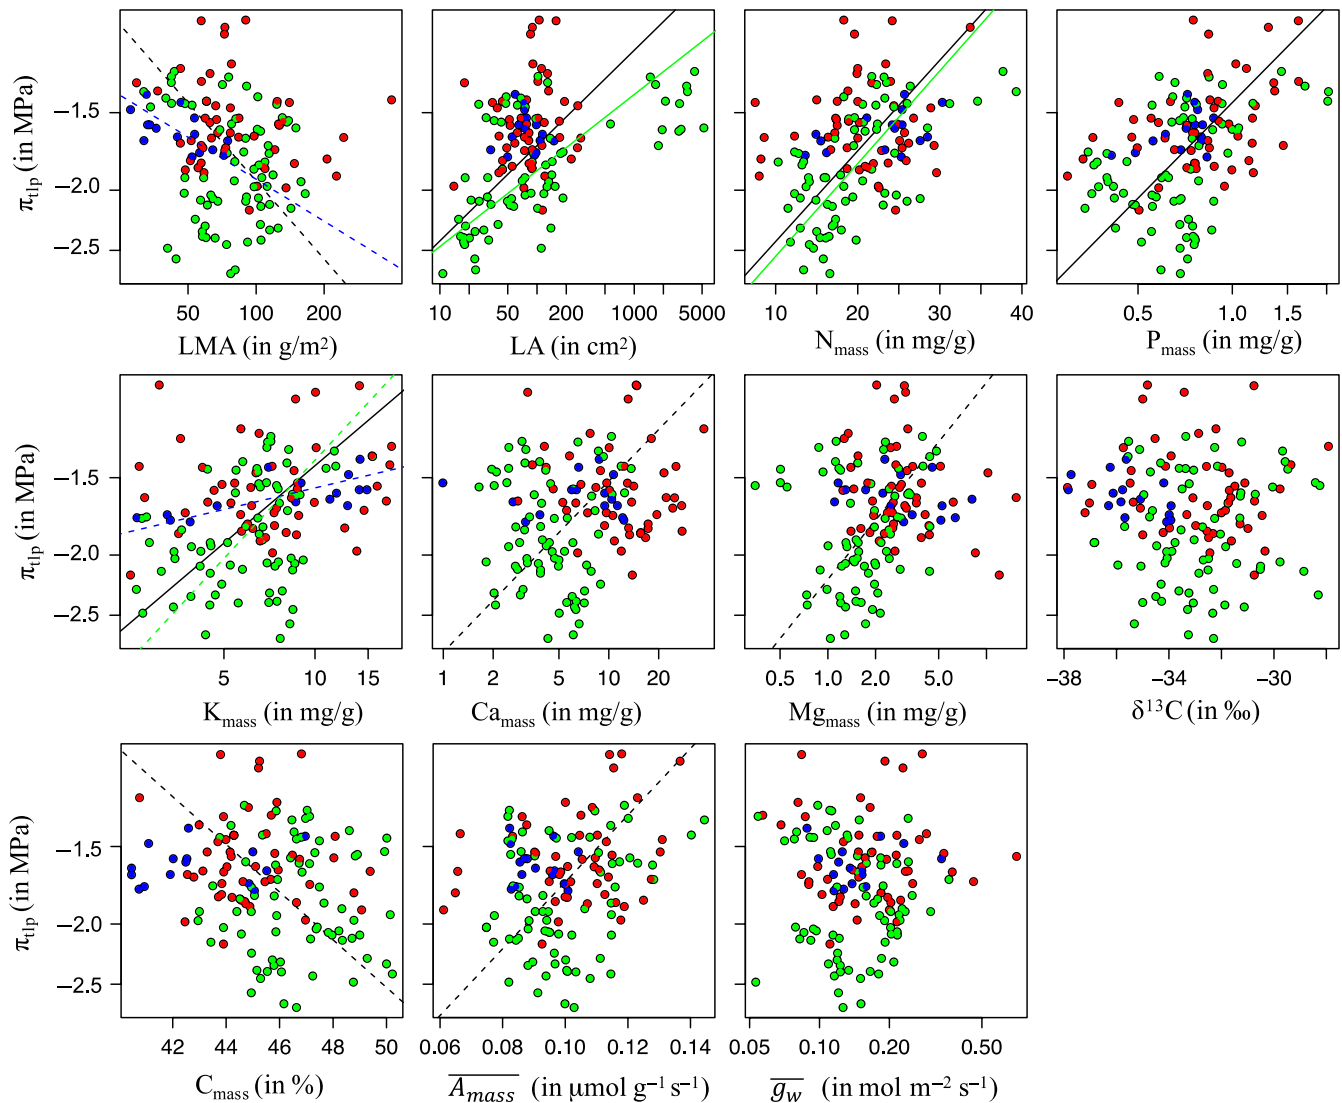 π_tlp (in MPa)
−1.5
−2.0
−2.5
50 100 200
LMA (in g/m²)
10 50 200 1000 5000
LA (in cm²)
10 20 30 40
N_mass (in mg/g)
0.5 1.0 1.5
P_mass (in mg/g)
π_tlp (in MPa)
−1.5
−2.0
−2.5
5 10 15
K_mass (in mg/g)
1 2 5 10 20
Ca_mass (in mg/g)
0.5 1.0 2.0 5.0
Mg_mass (in mg/g)
−38 −34 −30
δ¹³C (in ‰)
π_tlp (in MPa)
−1.5
−2.0
−2.5
42 44 46 48 50
C_mass (in %)
0.06 0.08 0.10 0.12 0.14
A_mass (in μmol g⁻¹ s⁻¹)
0.05 0.10 0.20 0.50
g_w (in mol m⁻² s⁻¹)